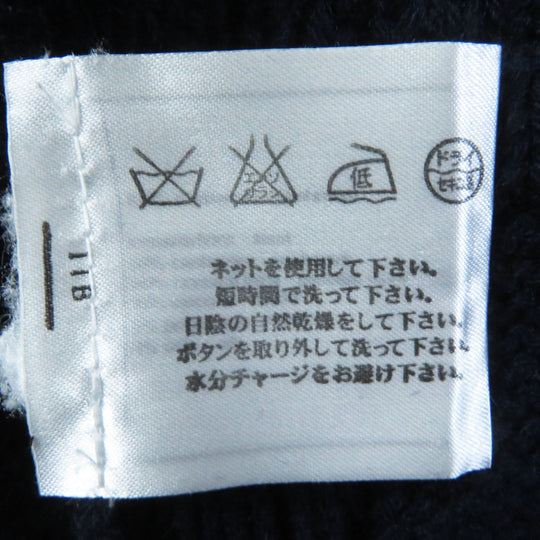 エンソ
サラシ
低
ドライ
セキユ系
ネットを使用して下さい。
短時間で洗って下さい。
日陰の自然乾燥をして下さい。
ボタンを取り外して洗って下さい。
水分チャージをお避け下さい。
11B